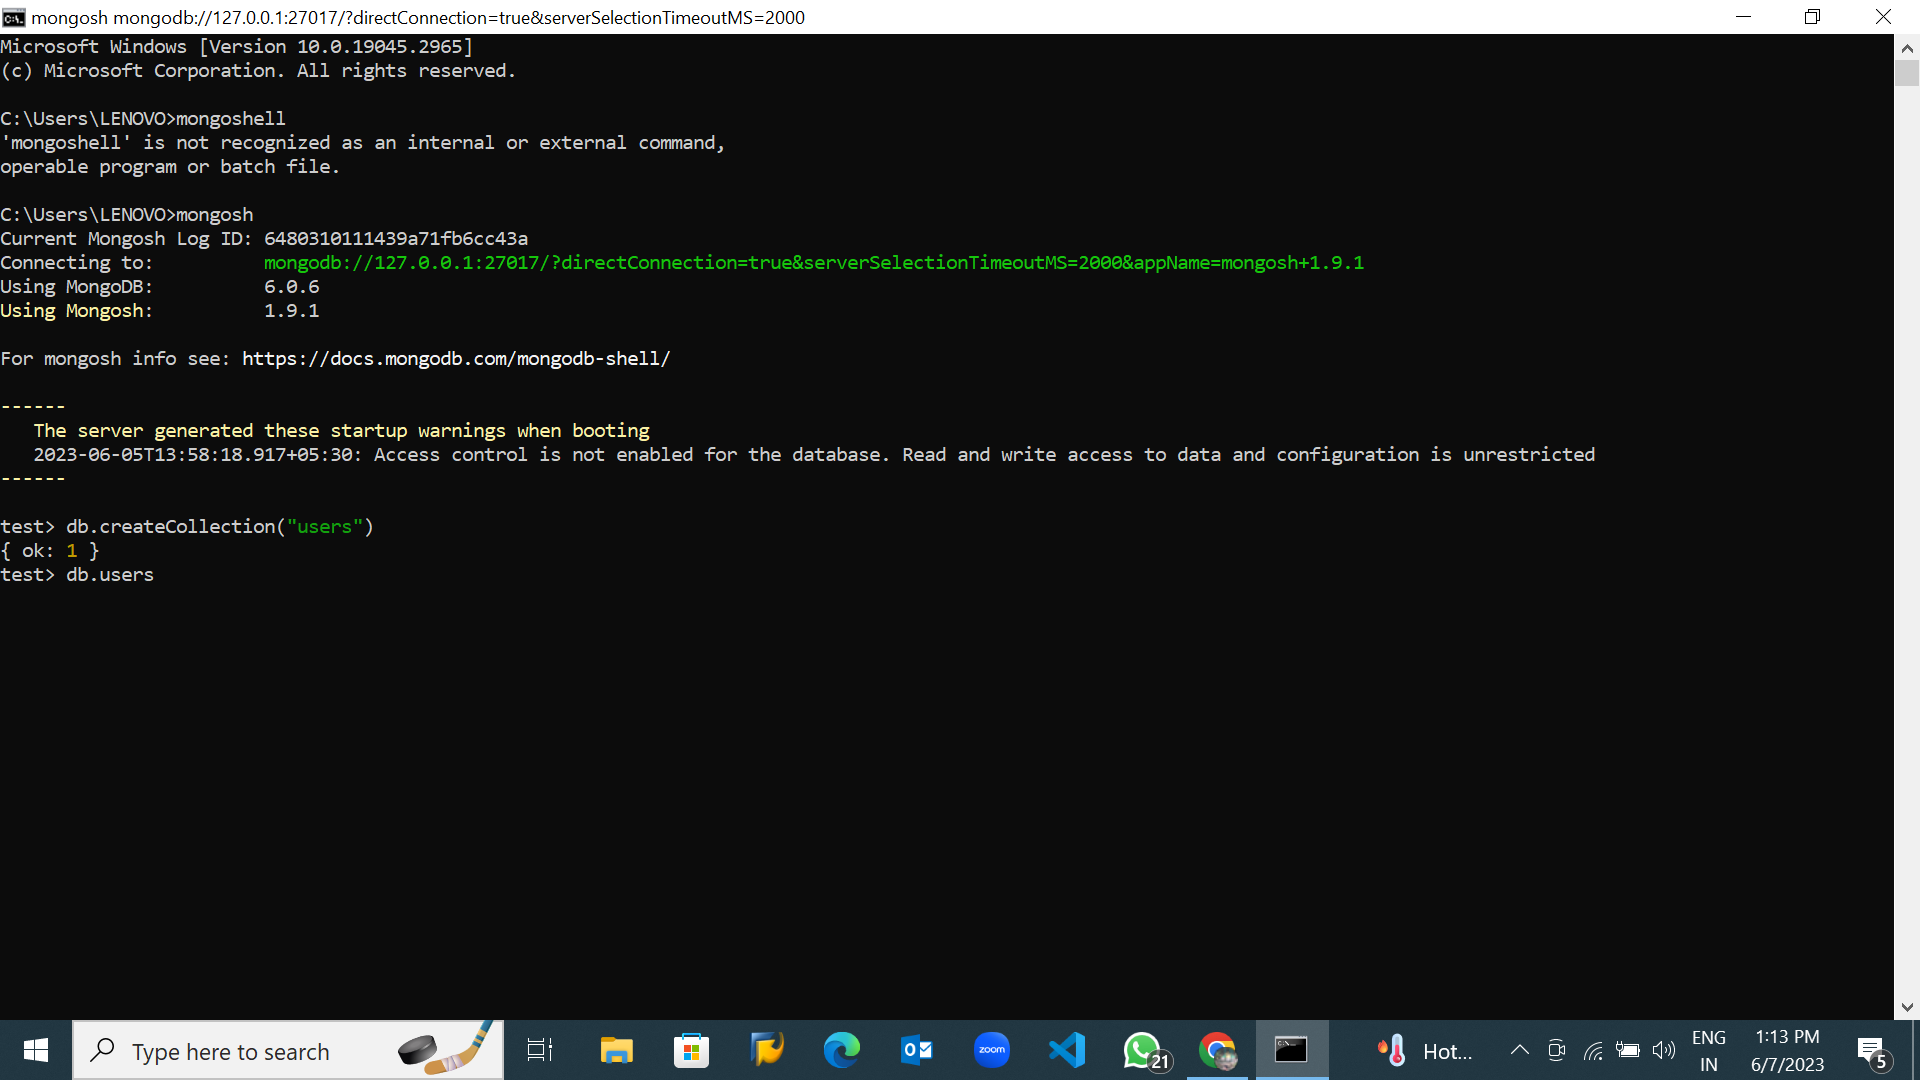 mongosh mongodb://127.0.0.1:27017/?directConnection=true&serverSelectionTimeoutMS=2000
Microsoft Windows [Version 10.0.19045.2965]
(c) Microsoft Corporation. All rights reserved.
C:\Users\LENOVO>mongoshell
'mongoshell' is not recognized as an internal or external command,
operable program or batch file.
C:\Users\LENOVO>mongosh
Current Mongosh Log ID: 6480310111439a71fb6cc43a
Connecting to: mongodb://127.0.0.1:27017/?directConnection=true&serverSelectionTimeoutMS=2000&appName=mongosh+1.9.1
Using MongoDB: 6.0.6
Using Mongosh: 1.9.1
For mongosh info see: https://docs.mongodb.com/mongodb-shell/
------
The server generated these startup warnings when booting
2023-06-05T13:58:18.917+05:30: Access control is not enabled for the database. Read and write access to data and configuration is unrestricted
------
test> db.createCollection("users")
{ ok: 1 }
test> db.users
Type here to search
zoom
21
Hot...
ENG
IN
1:13 PM
6/7/2023
5